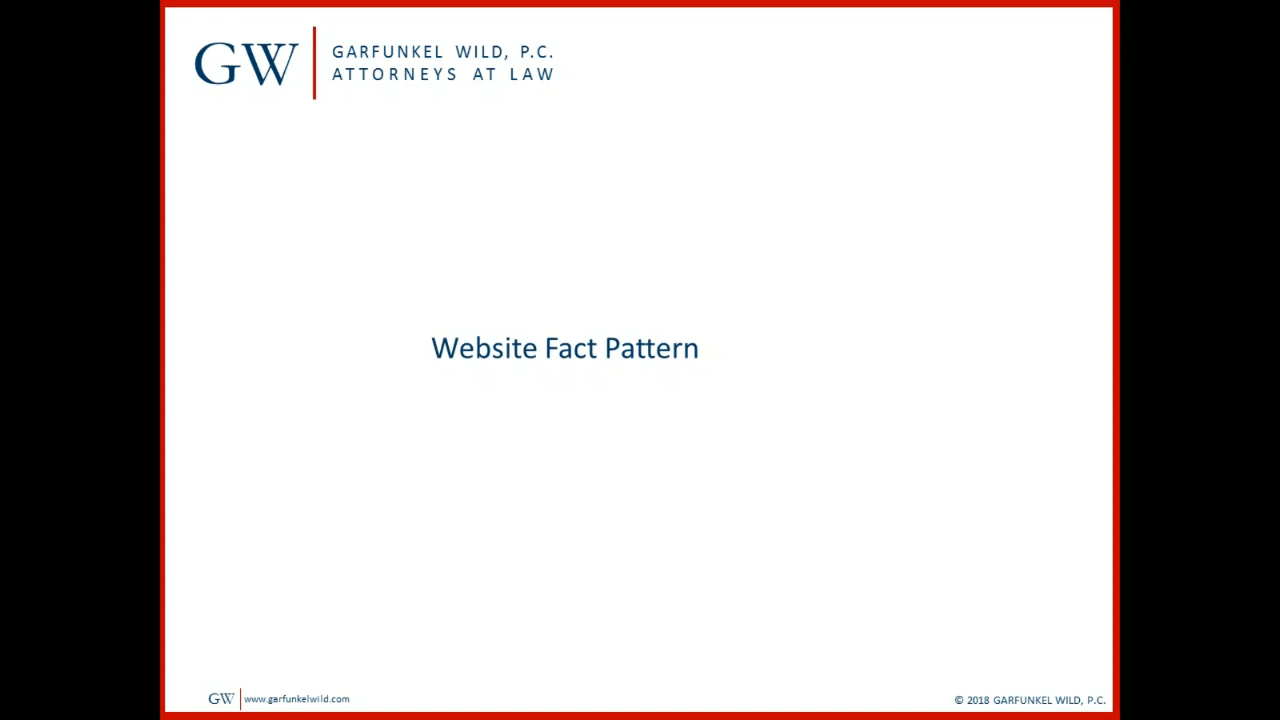 GW
GARFUNKEL WILD, P.C.
ATTORNEYS AT LAW
Website Fact Pattern
GW www.garfunkelwild.com
© 2018 GARFUNKEL WILD, P.C.